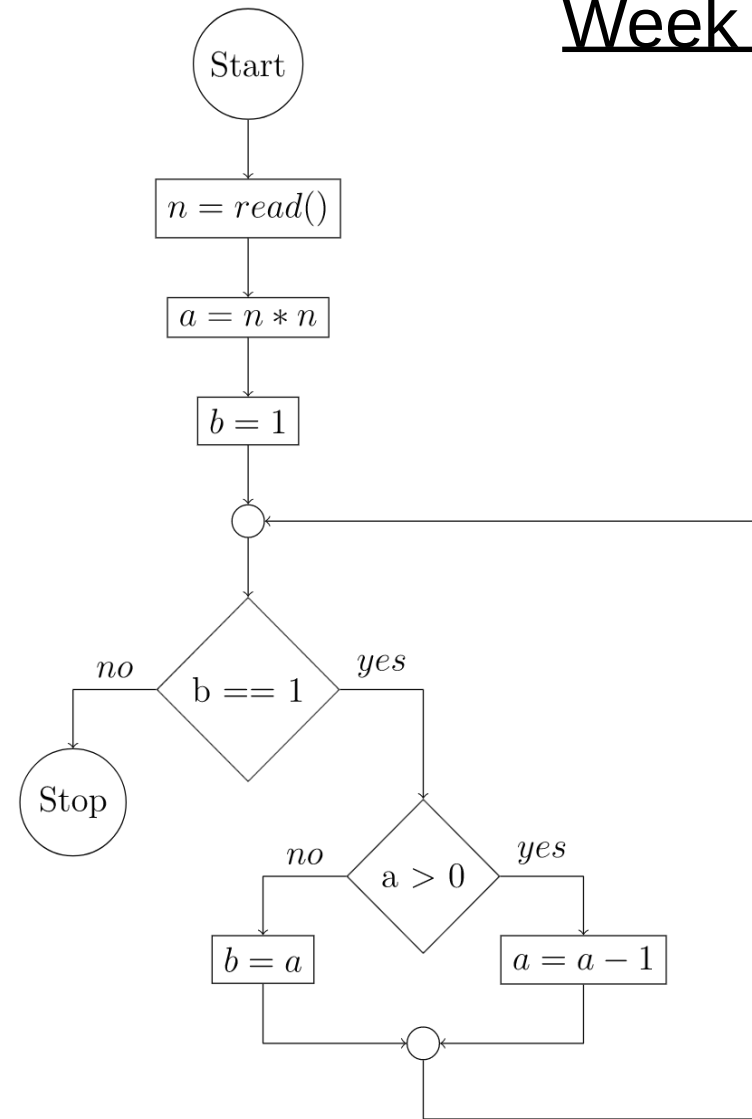 Week
Start
n = read()
a = n ∗ n
b = 1
no
yes
b == 1
Stop
no
yes
a > 0
b = a
a = a − 1